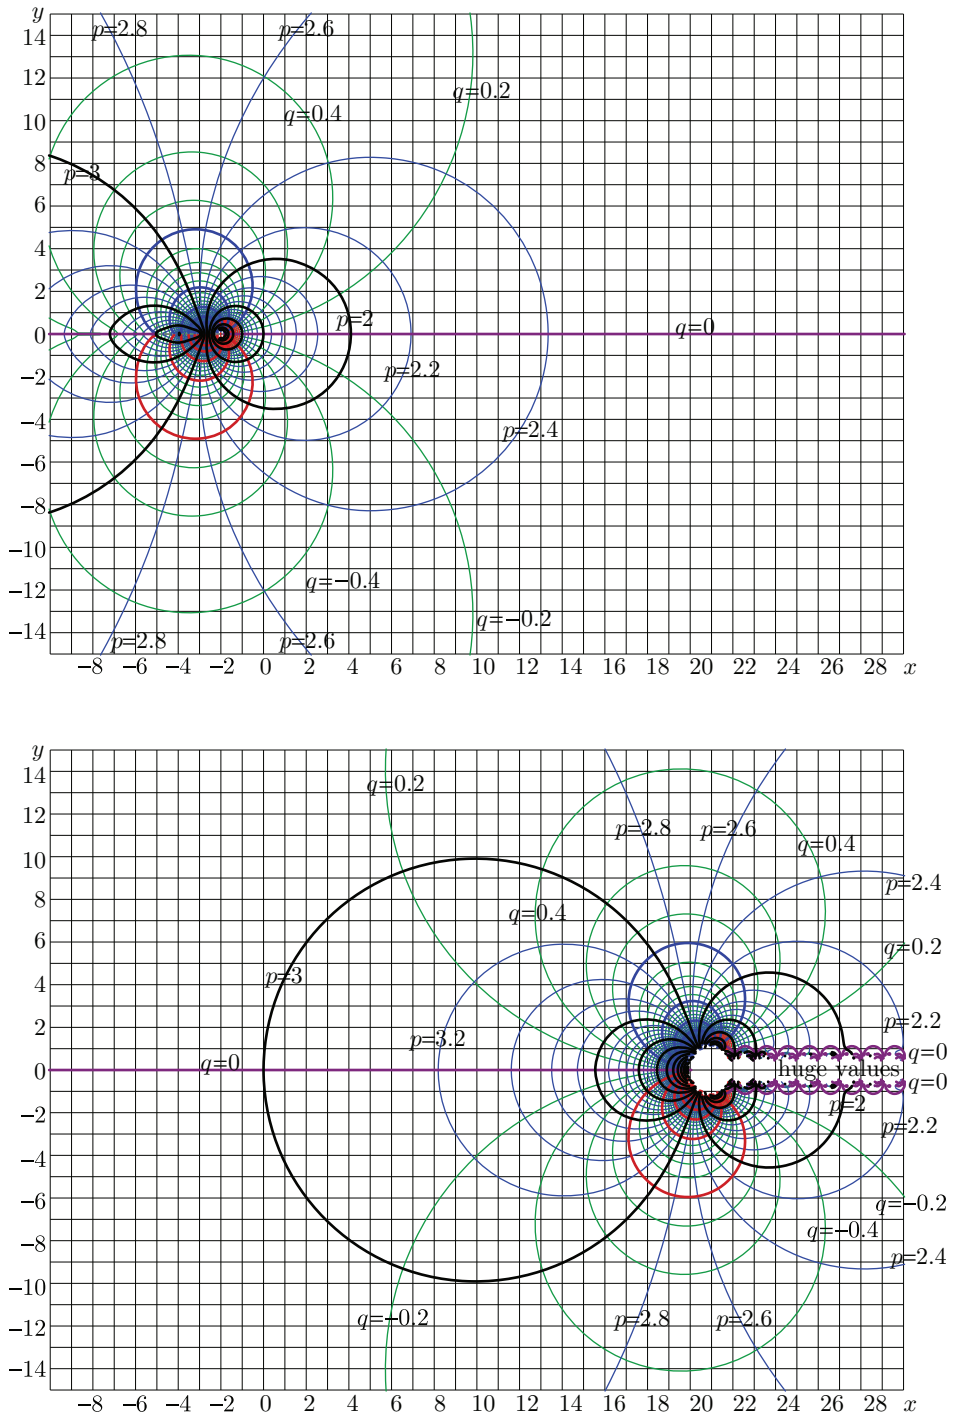 y
p=2.8 p=2.6
14
12
q=0.2
10 q=0.4
8
p=3
6
4
2
p=2 q=0
0
p=2.2
−2
−4 p=2.4
−6
−8
−10
q=−0.4
−12
q=−0.2
−14 p=2.8 p=2.6
−8 −6 −4 −2 0 2 4 6 8 10 12 14 16 18 20 22 24 26 28 x
y
14 q=0.2
12
p=2.8 p=2.6
10 q=0.4
p=2.4
8
q=0.4
6 q=0.2
4 p=3
2 p=2.2
p=3.2
q=0 q=0
0 huge values
q=0
p=2
−2 p=2.2
−4
−6 q=−0.2
q=−0.4
−8 p=2.4
−10
q=−0.2 p=2.8 p=2.6
−12
−14
−8 −6 −4 −2 0 2 4 6 8 10 12 14 16 18 20 22 24 26 28 x